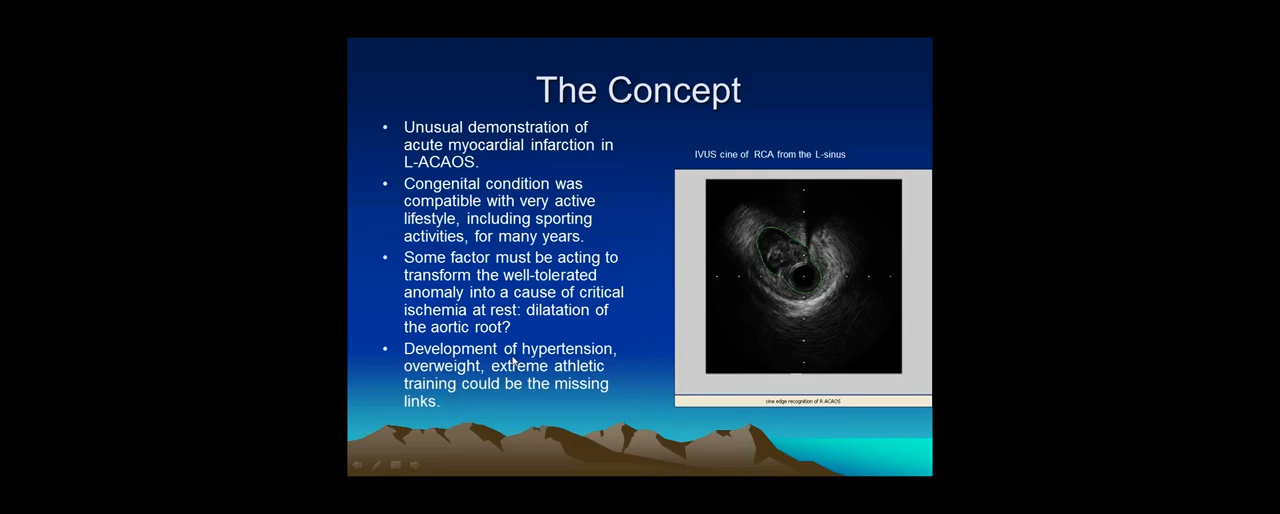 The Concept
• Unusual demonstration of
acute myocardial infarction in
L-ACAOS.
• Congenital condition was
compatible with very active
lifestyle, including sporting
activities, for many years.
• Some factor must be acting to
transform the well-tolerated
anomaly into a cause of critical
ischemia at rest: dilatation of
the aortic root?
• Development of hypertension,
overweight, extreme athletic
training could be the missing
links.
IVUS cine of RCA from the L-sinus
cine edge recognition of R ACAOS